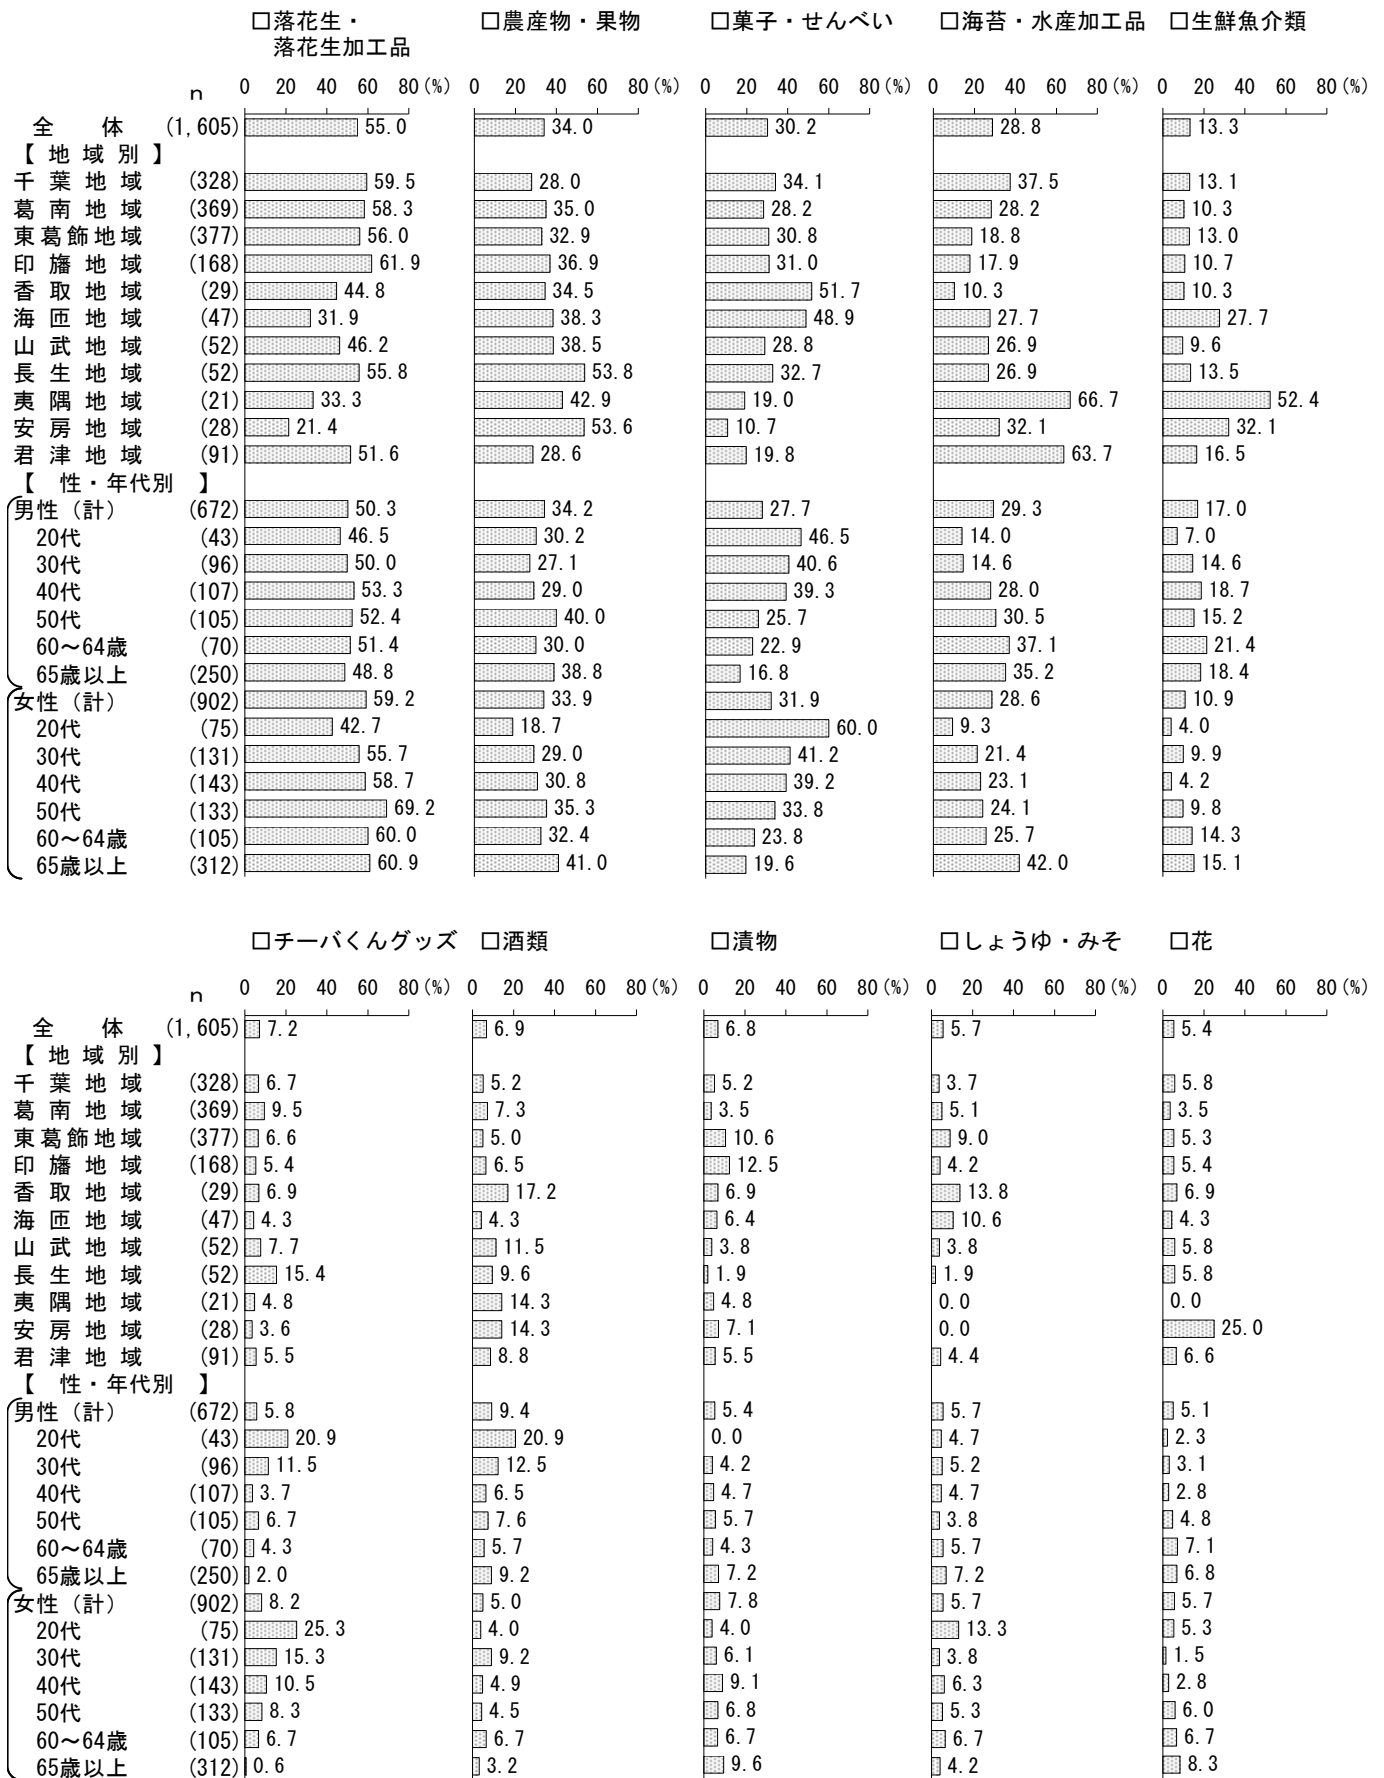 □落花生・ □農産物・果物 □菓子・せんべい □海苔・水産加工品 □生鮮魚介類
落花生加工品
n 0 20 40 60 80(%) 0 20 40 60 80(%) 0 20 40 60 80(%) 0 20 40 60 80(%) 0 20 40 60 80(%)
全体 (1,605) 55.0 34.0 30.2 28.8 13.3
【地域別】
千葉地域 (328) 59.5 28.0 34.1 37.5 13.1
葛南地域 (369) 58.3 35.0 28.2 28.2 10.3
東葛飾地域 (377) 56.0 32.9 30.8 18.8 13.0
印旛地域 (168) 61.9 36.9 31.0 17.9 10.7
香取地域 (29) 44.8 34.5 51.7 10.3 10.3
海匝地域 (47) 31.9 38.3 48.9 27.7 27.7
山武地域 (52) 46.2 38.5 28.8 26.9 9.6
長生地域 (52) 55.8 53.8 32.7 26.9 13.5
夷隅地域 (21) 33.3 42.9 19.0 66.7 52.4
安房地域 (28) 21.4 53.6 10.7 32.1 32.1
君津地域 (91) 51.6 28.6 19.8 63.7 16.5
【性・年代別】
男性（計） (672) 50.3 34.2 27.7 29.3 17.0
20代 (43) 46.5 30.2 46.5 14.0 7.0
30代 (96) 50.0 27.1 40.6 14.6 14.6
40代 (107) 53.3 29.0 39.3 28.0 18.7
50代 (105) 52.4 40.0 25.7 30.5 15.2
60～64歳 (70) 51.4 30.0 22.9 37.1 21.4
65歳以上 (250) 48.8 38.8 16.8 35.2 18.4
女性（計） (902) 59.2 33.9 31.9 28.6 10.9
20代 (75) 42.7 18.7 60.0 9.3 4.0
30代 (131) 55.7 29.0 41.2 21.4 9.9
40代 (143) 58.7 30.8 39.2 23.1 4.2
50代 (133) 69.2 35.3 33.8 24.1 9.8
60～64歳 (105) 60.0 32.4 23.8 25.7 14.3
65歳以上 (312) 60.9 41.0 19.6 42.0 15.1
□チーバくんグッズ □酒類 □漬物 □しょうゆ・みそ □花
n 0 20 40 60 80(%) 0 20 40 60 80(%) 0 20 40 60 80(%) 0 20 40 60 80(%) 0 20 40 60 80(%)
全体 (1,605) 7.2 6.9 6.8 5.7 5.4
【地域別】
千葉地域 (328) 6.7 5.2 5.2 3.7 5.8
葛南地域 (369) 9.5 7.3 3.5 5.1 3.5
東葛飾地域 (377) 6.6 5.0 10.6 9.0 5.3
印旛地域 (168) 5.4 6.5 12.5 4.2 5.4
香取地域 (29) 6.9 17.2 6.9 13.8 6.9
海匝地域 (47) 4.3 4.3 6.4 10.6 4.3
山武地域 (52) 7.7 11.5 3.8 3.8 5.8
長生地域 (52) 15.4 9.6 1.9 1.9 5.8
夷隅地域 (21) 4.8 14.3 4.8 0.0 0.0
安房地域 (28) 3.6 14.3 7.1 0.0 25.0
君津地域 (91) 5.5 8.8 5.5 4.4 6.6
【性・年代別】
男性（計） (672) 5.8 9.4 5.4 5.7 5.1
20代 (43) 20.9 20.9 0.0 4.7 2.3
30代 (96) 11.5 12.5 4.2 5.2 3.1
40代 (107) 3.7 6.5 4.7 4.7 2.8
50代 (105) 6.7 7.6 5.7 3.8 4.8
60～64歳 (70) 4.3 5.7 4.3 5.7 7.1
65歳以上 (250) 2.0 9.2 7.2 7.2 6.8
女性（計） (902) 8.2 5.0 7.8 5.7 5.7
20代 (75) 25.3 4.0 4.0 13.3 5.3
30代 (131) 15.3 9.2 6.1 3.8 1.5
40代 (143) 10.5 4.9 9.1 6.3 2.8
50代 (133) 8.3 4.5 6.8 5.3 6.0
60～64歳 (105) 6.7 6.7 6.7 6.7 6.7
65歳以上 (312) 0.6 3.2 9.6 4.2 8.3